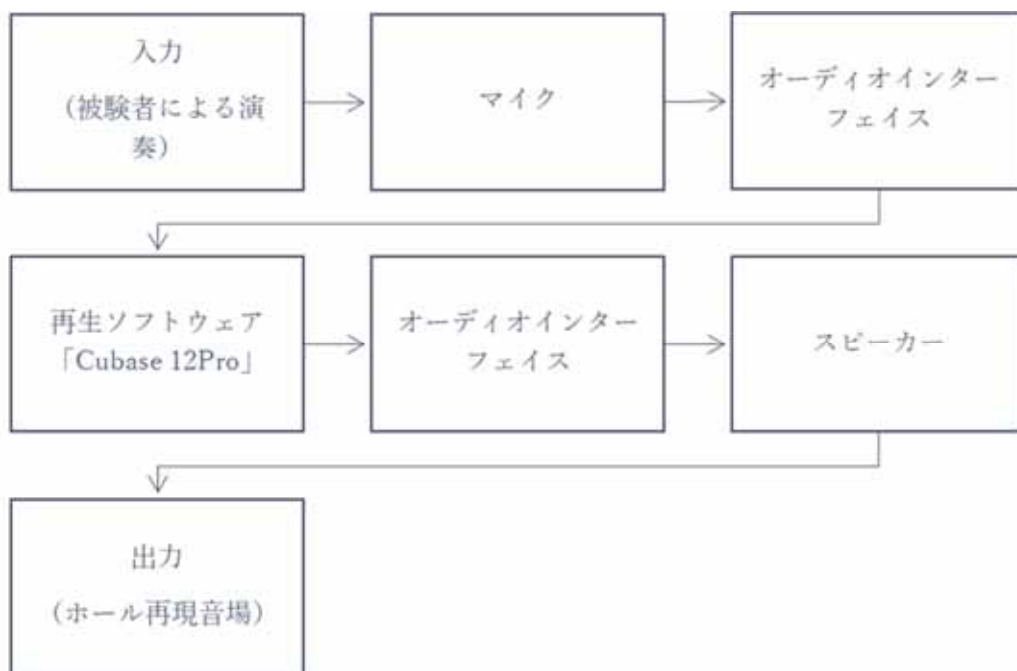 入力
（被験者による演
奏）
マイク
オーディオインター
フェイス
再生ソフトウェア
「Cubase 12Pro」
オーディオインター
フェイス
スピーカー
出力
（ホール再現音場）